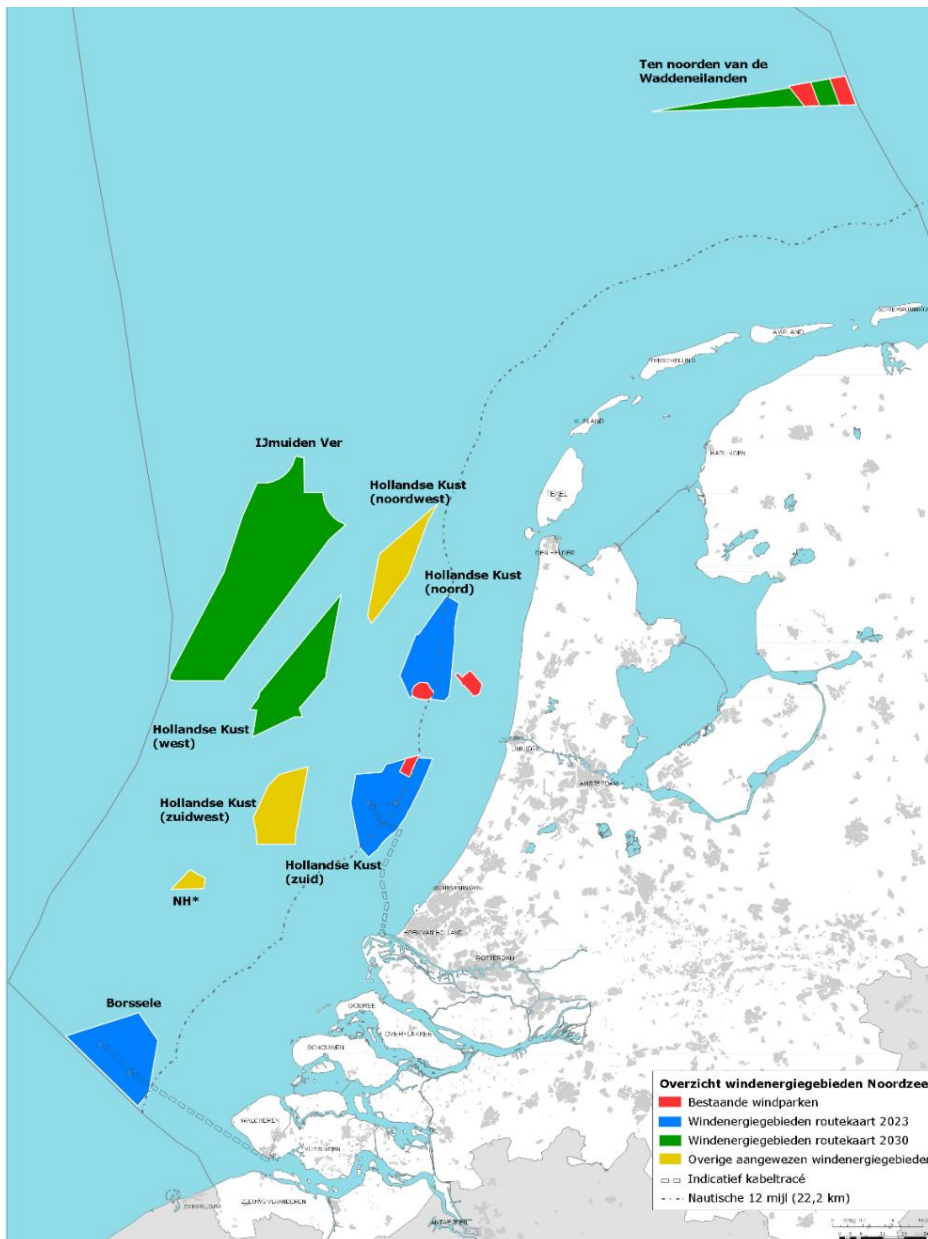 Ten noorden van de
Waddeneilanden
SCHIERMONNIKOOG
AMELAND
TERSCHELLING
VLIELAND
HARLINGEN
IJmuiden Ver
Hollandse Kust
(noordwest)
TEXEL
DEN HELDER
Hollandse Kust
(noord)
Hollandse Kust
(west)
IJMUIDEN
AMSTERDAM
Hollandse Kust
(zuidwest)
Hollandse Kust
(zuid)
SCHEVENINGEN
NH*
HOEK VAN HOLLAND
ROTTERDAM
Borssele
GOEREE
OVERFLAKKEE
SCHOUWEN
WALCHEREN
VLISSINGEN
ZEEBRUGGE
ZEEUWS VLAANDEREN
ANTWERPEN
Overzicht windenergiegebieden Noordzee
Bestaande windparken
Windenergiegebieden routekaart 2023
Windenergiegebieden routekaart 2030
Overige aangewezen windenergiegebieden
Indicatief kabeltracé
Nautische 12 mijl (22,2 km)